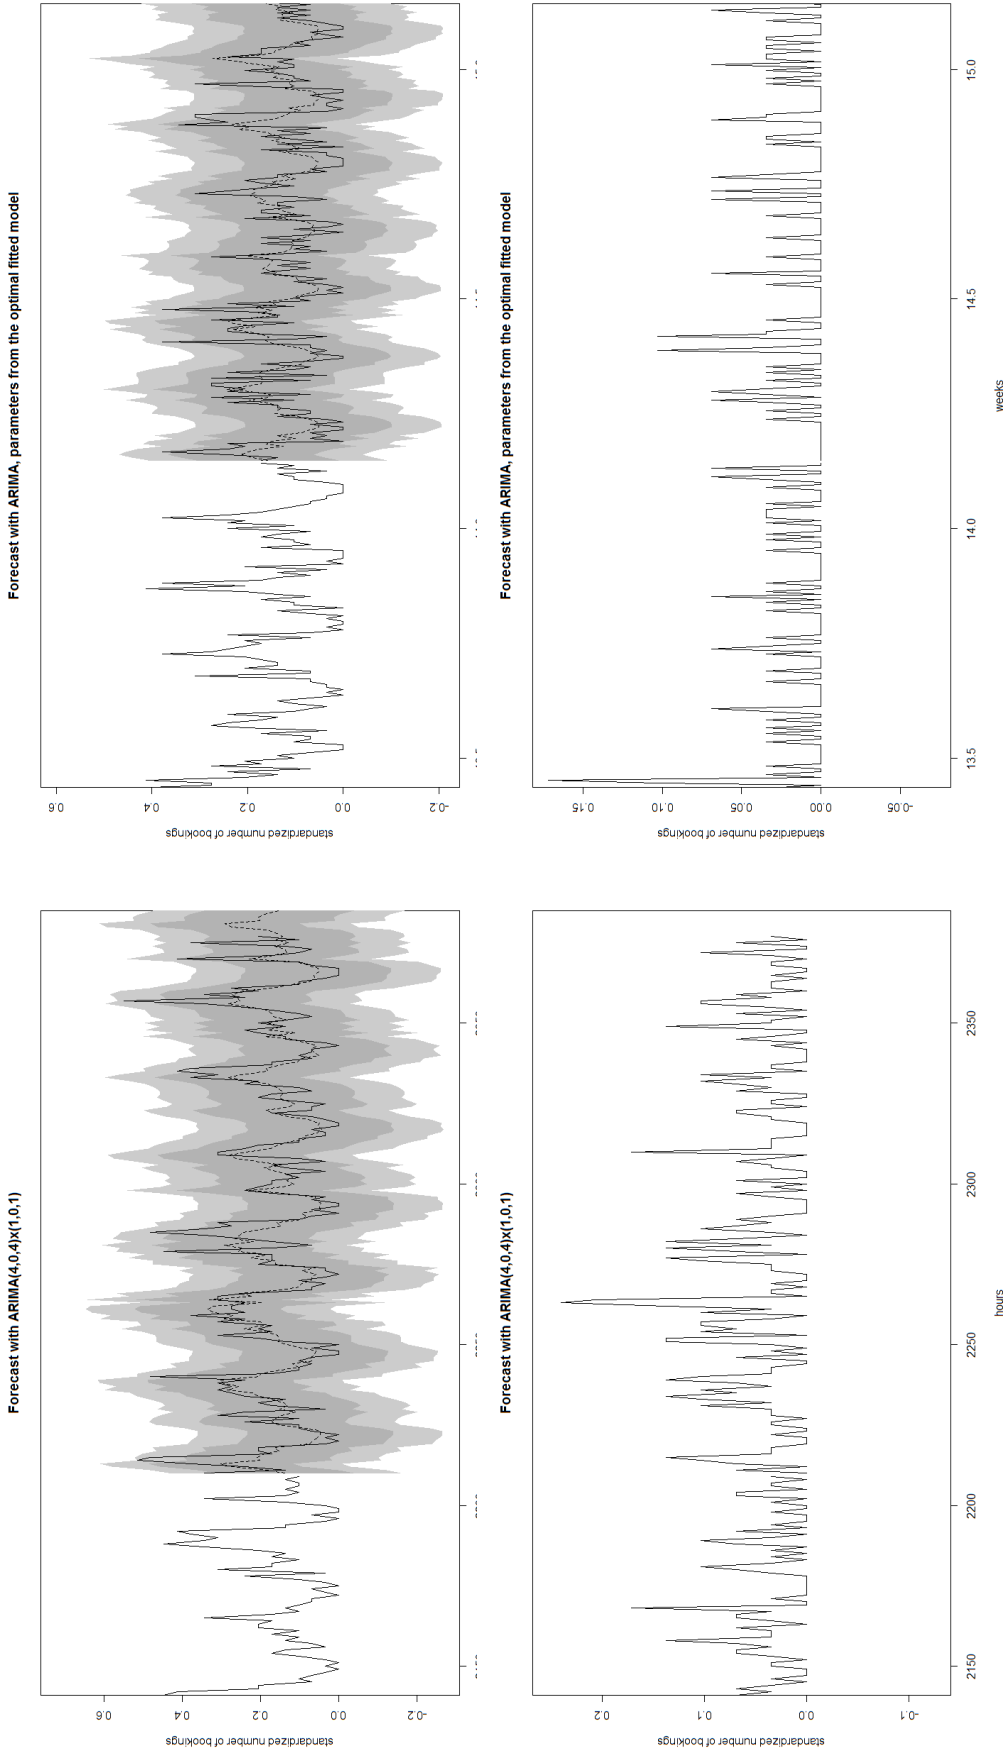 Forecast with ARIMA(4,0,4)x(1,0,1)
standardized number of bookings
0.6
0.4
0.2
0.0
-0.2
Forecast with ARIMA, parameters from the optimal fitted model
standardized number of bookings
0.6
0.4
0.2
0.0
-0.2
Forecast with ARIMA(4,0,4)x(1,0,1)
standardized number of bookings
0.2
0.1
0.0
-0.1
2150 2200 2250 2300 2350
hours
Forecast with ARIMA, parameters from the optimal fitted model
standardized number of bookings
0.15
0.10
0.05
0.00
-0.05
13.5 14.0 14.5 15.0
weeks